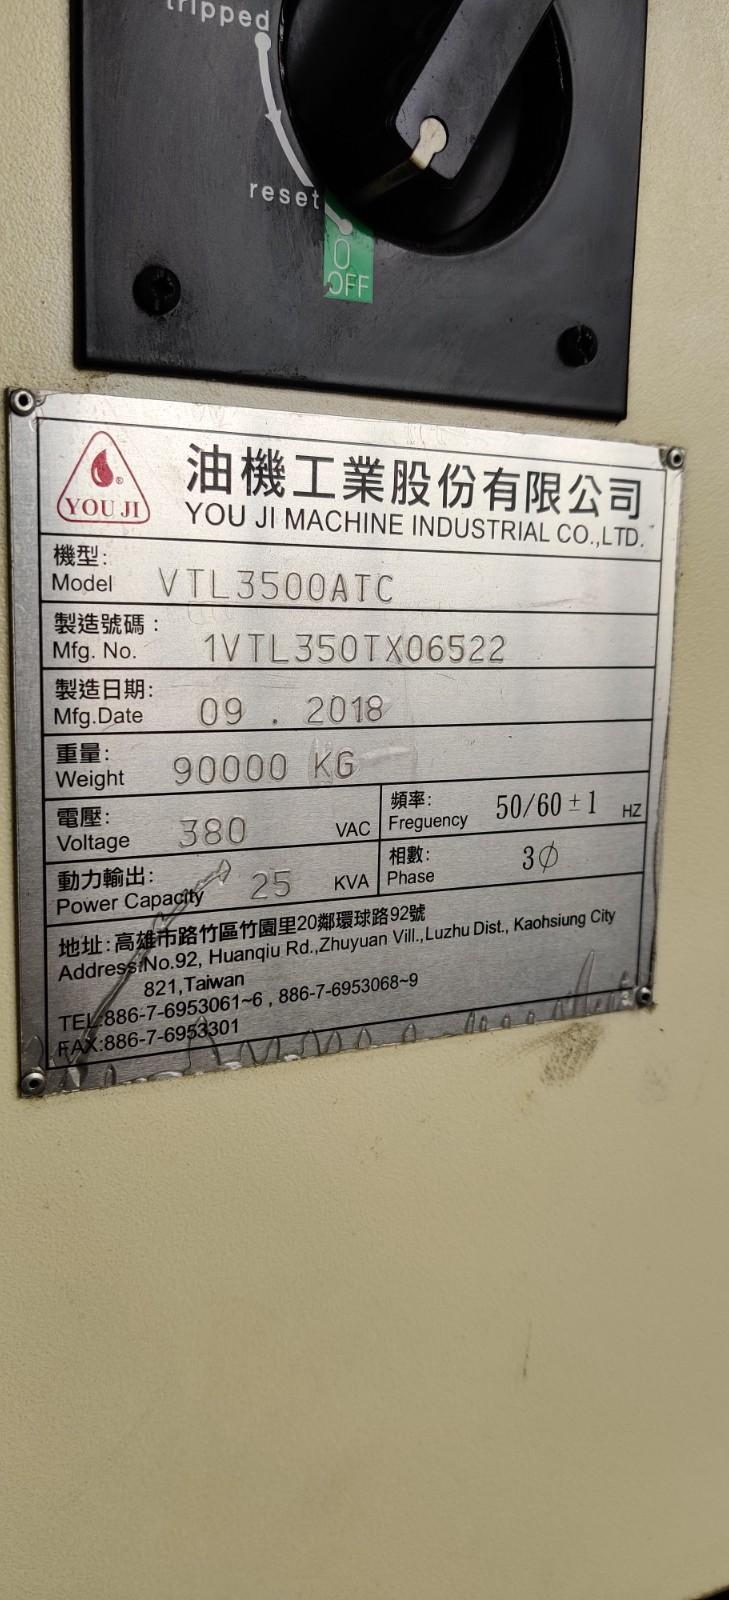 tripped
reset
O
OFF
YOU JI ®
油機工業股份有限公司
YOU JI MACHINE INDUSTRIAL CO.,LTD.
機型:
Model VTL3500ATC
製造號碼:
Mfg. No. 1VTL350TX06522
製造日期:
Mfg.Date 09 . 2018
重量:
Weight 90000 KG
電壓:
Voltage 380 VAC
頻率:
Freguency 50/60±1 HZ
動力輸出:
Power Capacity 25 KVA
相數:
Phase 3∅
地址:高雄市路竹區竹園里20鄰環球路92號
Address:No.92, Huanqiu Rd.,Zhuyuan Vill.,Luzhu Dist., Kaohsiung City
821,Taiwan
TEL:886-7-6953061~6 , 886-7-6953068~9
FAX:886-7-6953301